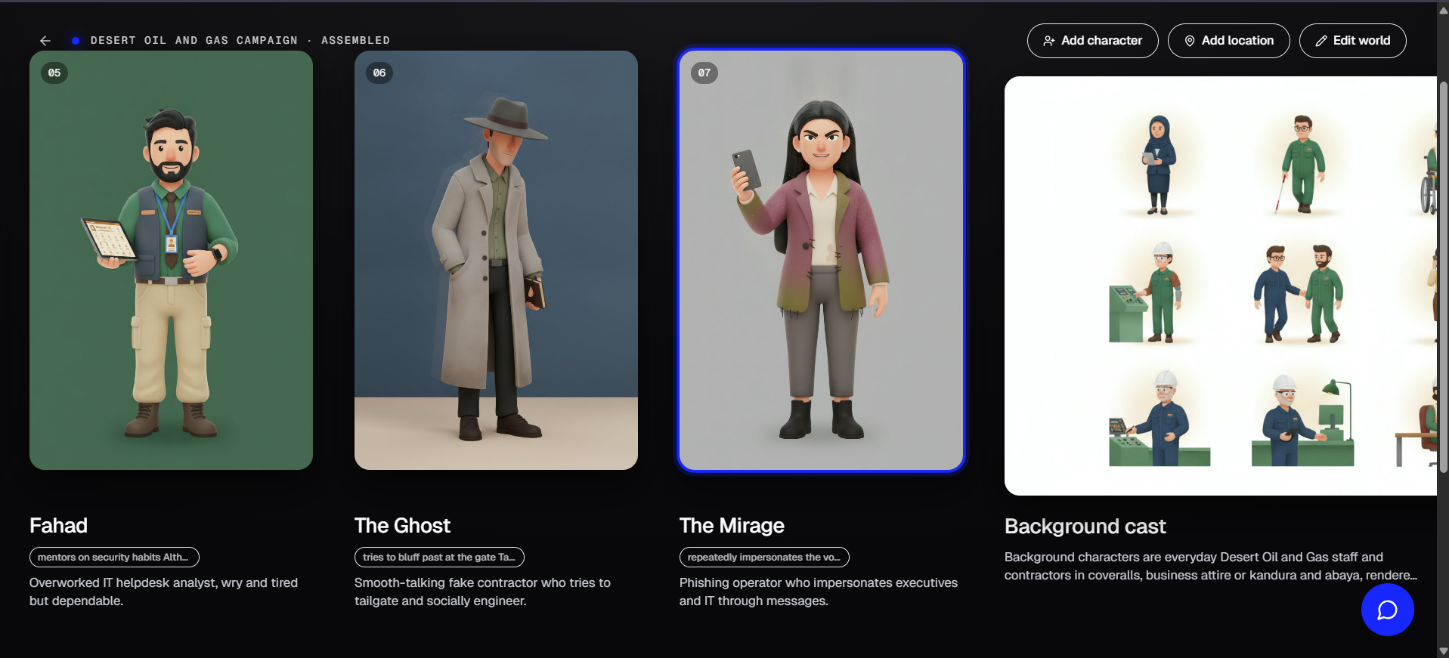 DESERT OIL AND GAS CAMPAIGN · ASSEMBLED
Add character
Add location
Edit world
05
06
07
Fahad
mentors on security habits Alth...
Overworked IT helpdesk analyst, wry and tired
but dependable.
The Ghost
tries to bluff past at the gate Ta...
Smooth-talking fake contractor who tries to
tailgate and socially engineer.
The Mirage
repeatedly impersonates the vo...
Phishing operator who impersonates executives
and IT through messages.
Background cast
Background characters are everyday Desert Oil and Gas staff and
contractors in coveralls, business attire or kandura and abaya, rendere...